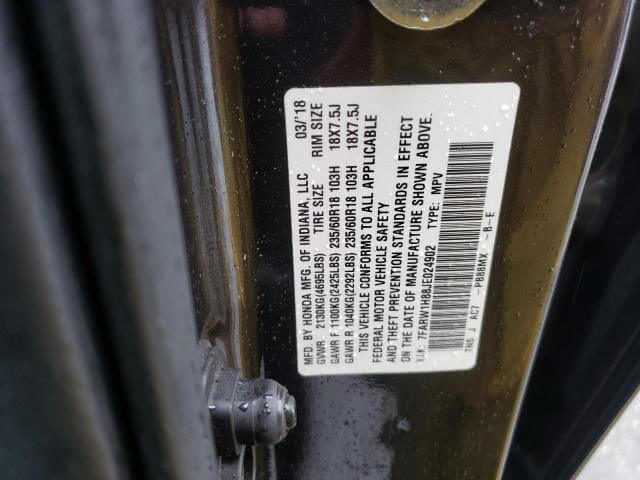 MFD. BY HONDA MFG. OF INDIANA, LLC 03/'18
GVWR 2130KG(4695LBS) TIRE SIZE RIM SIZE
GAWR F 1100KG(2425LBS) 235/60R18 103H 18X7.5J
GAWR R 1040KG(2292LBS) 235/60R18 103H 18X7.5J
THIS VEHICLE CONFORMS TO ALL APPLICABLE
FEDERAL MOTOR VEHICLE SAFETY
AND THEFT PREVENTION STANDARDS IN EFFECT
ON THE DATE OF MANUFACTURE SHOWN ABOVE.
V.I.N.: 7FARW1H88JE024902 TYPE: MPV
TNS J AC7 -PB88MX -B-E